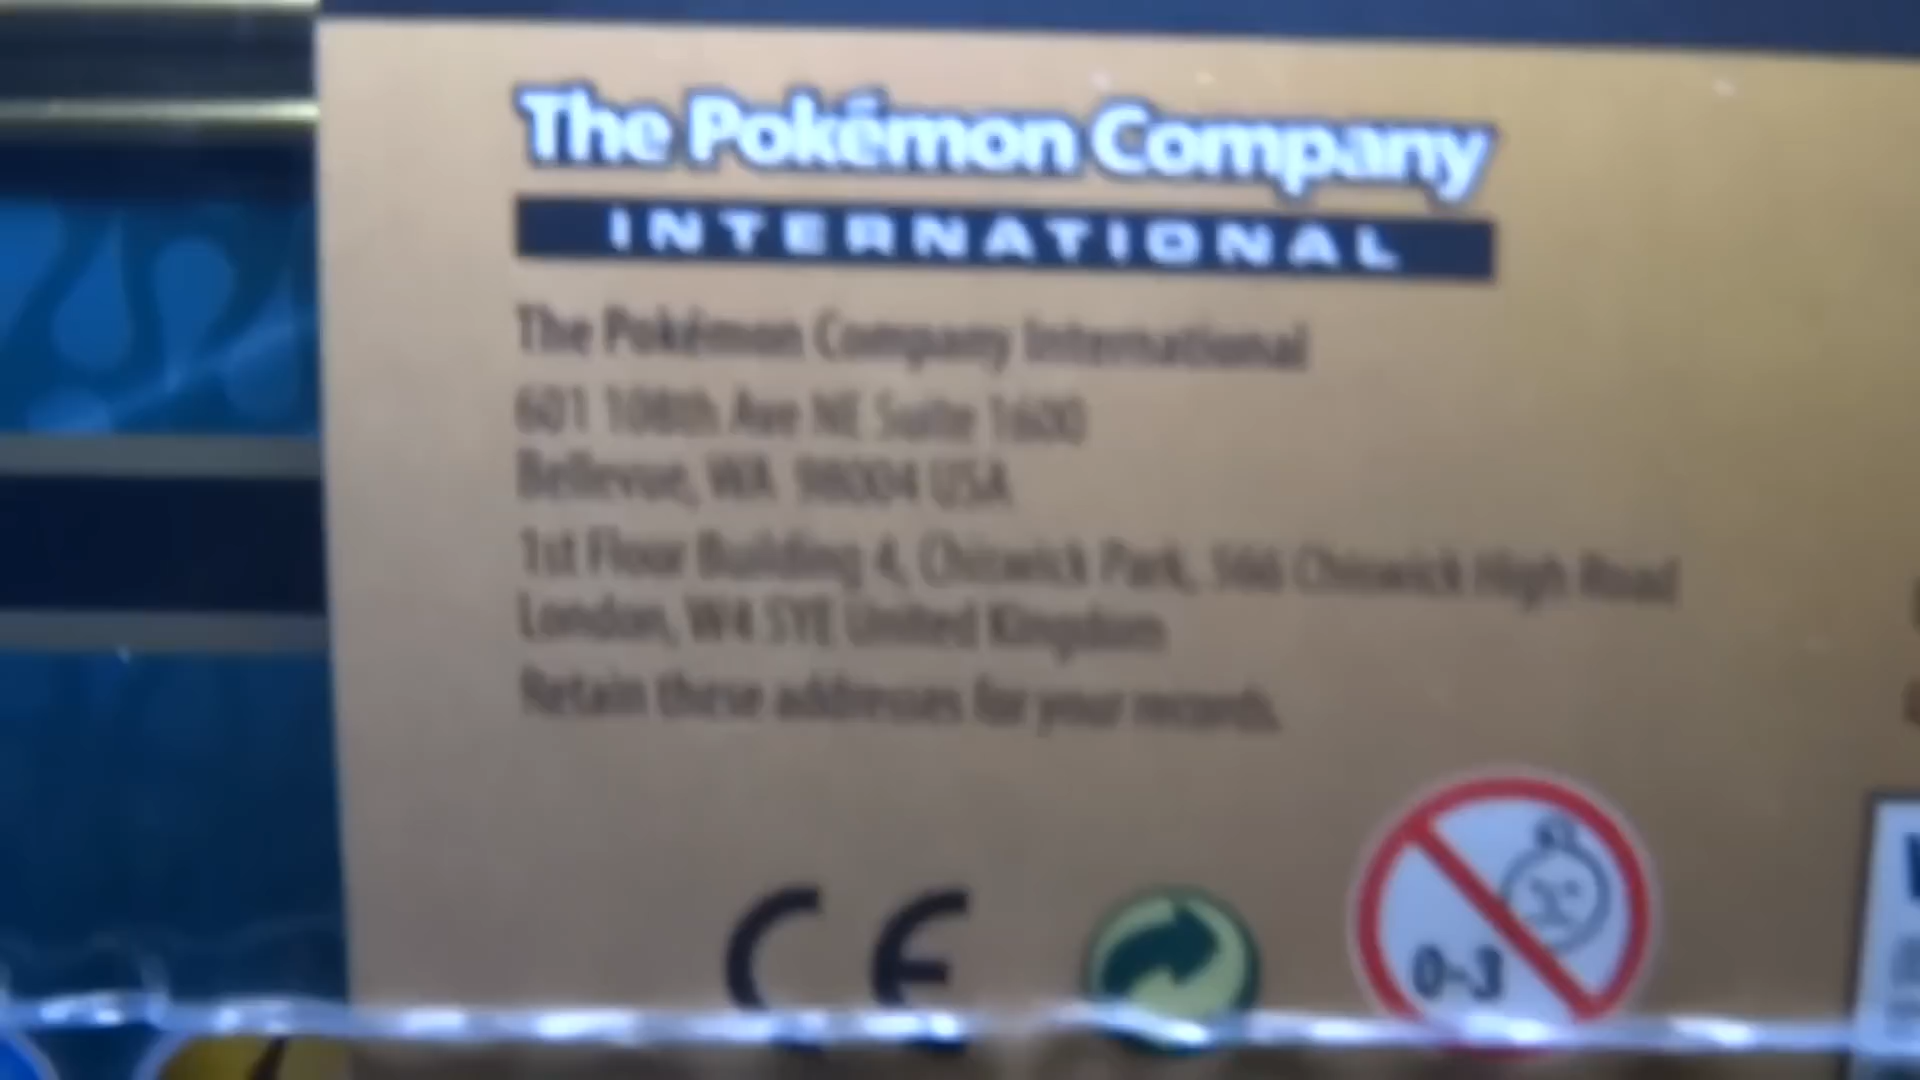 The Pokémon Company
INTERNATIONAL
The Pokémon Company International
601 108th Ave NE Suite 1600
Bellevue, WA 98004 USA
1st Floor Building 4, Chiswick Park, 566 Chiswick High Road
London, W4 5YE United Kingdom
Retain these addresses for your records.
CE
0-3